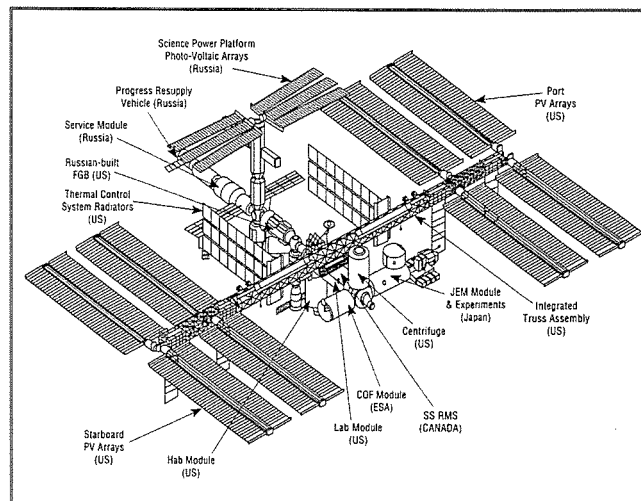 Science Power Platform
Photo-Voltaic Arrays
(Russia)
Progress Resupply
Vehicle (Russia)
Service Module
(Russia)
Russian-built
FGB (US)
Thermal Control
System Radiators
(US)
Port
PV Arrays
(US)
Integrated
Truss Assembly
(US)
JEM Module
& Experiments
(Japan)
Centrifuge
(US)
SS RMS
(CANADA)
COF Module
(ESA)
Lab Module
(US)
Hab Module
(US)
Starboard
PV Arrays
(US)